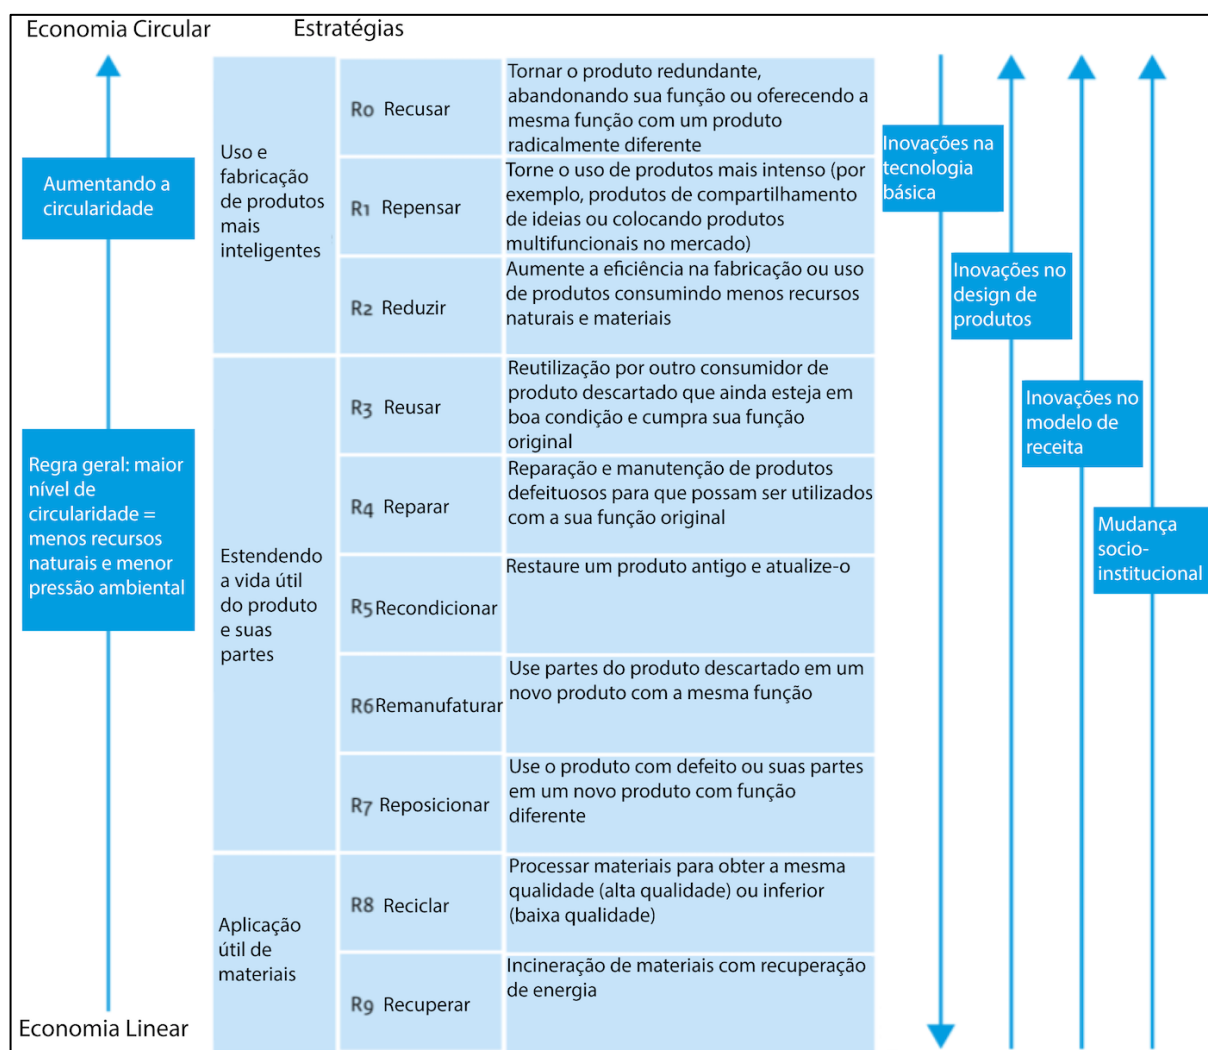 Economia Circular
Estratégias
Aumentando a
circularidade
Regra geral: maior
nível de
circularidade =
menos recursos
naturais e menor
pressão ambiental
Economia Linear
Uso e
fabricação
de produtos
mais
inteligentes
R0 Recusar
Tornar o produto redundante,
abandonando sua função ou oferecendo a
mesma função com um produto
radicalmente diferente
R1 Repensar
Torne o uso de produtos mais intenso (por
exemplo, produtos de compartilhamento
de ideias ou colocando produtos
multifuncionais no mercado)
R2 Reduzir
Aumente a eficiência na fabricação ou uso
de produtos consumindo menos recursos
naturais e materiais
Estendendo
a vida útil
do produto
e suas
partes
R3 Reusar
Reutilização por outro consumidor de
produto descartado que ainda esteja em
boa condição e cumpra sua função
original
R4 Reparar
Reparação e manutenção de produtos
defeituosos para que possam ser utilizados
com a sua função original
R5 Recondicionar
Restaure um produto antigo e atualize-o
R6 Remanufaturar
Use partes do produto descartado em um
novo produto com a mesma função
R7 Reposicionar
Use o produto com defeito ou suas partes
em um novo produto com função
diferente
Aplicação
útil de
materiais
R8 Reciclar
Processar materiais para obter a mesma
qualidade (alta qualidade) ou inferior
(baixa qualidade)
R9 Recuperar
Incineração de materiais com recuperação
de energia
Inovações na
tecnologia
básica
Inovações no
design de
produtos
Inovações no
modelo de
receita
Mudança
socio-
institucional